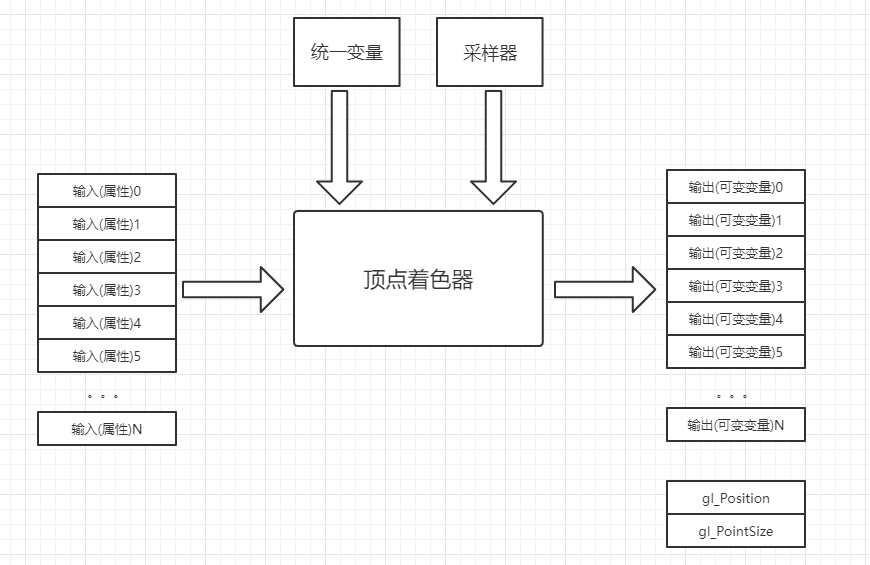 统一变量
采样器
输入(属性)0
输入(属性)1
输入(属性)2
输入(属性)3
输入(属性)4
输入(属性)5
。。。
输入(属性)N
顶点着色器
输出(可变变量)0
输出(可变变量)1
输出(可变变量)2
输出(可变变量)3
输出(可变变量)4
输出(可变变量)5
。。。
输出(可变变量)N
gl_Position
gl_PointSize